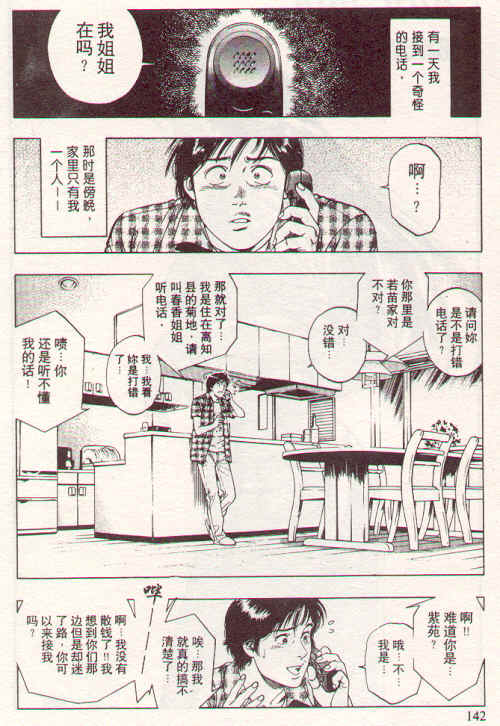 有一天我
接到一个奇怪
的电话，
我姐姐
在吗？
啊…？
那时是傍晚，
家里只有我
一个人——
请问妳
是不是打错
电话了？
你那里是
若苗家对
不对？
对…
没错…
那就对了…
我是住在高知
县的菊地，请
叫春香姐姐
听电话。
我…我看
妳是打错
了…
啧…你
还是听不懂
我的话！
啊!!
难道你是…
紫苑？
哦…不…
我是…
唉…那我
就真的搞不
清楚了…
哔
啊…我没有
散钱了!!我
想到你们那
边但是却迷
了路，你可
以来接我
吗？
142